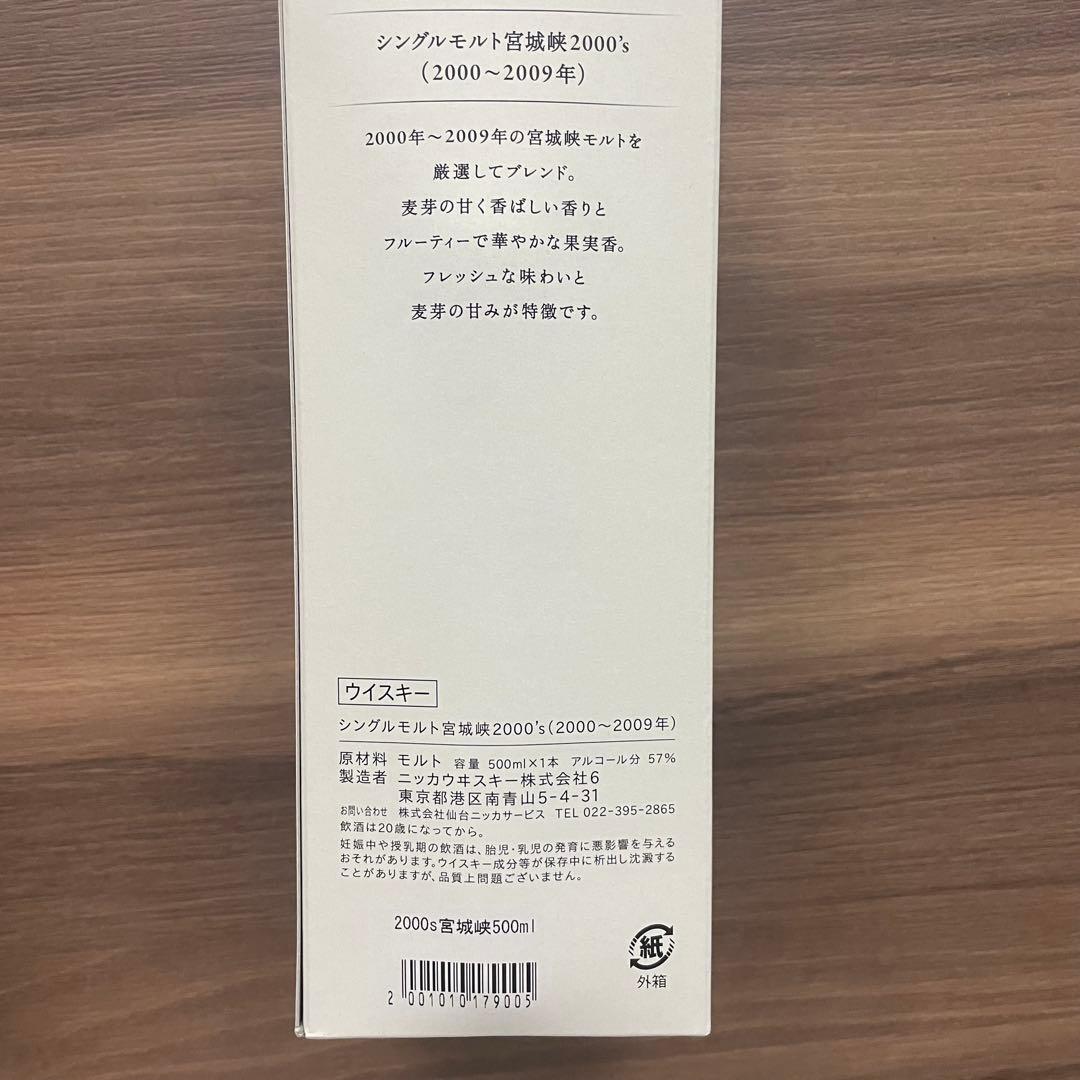 シングルモルト宮城峡2000's
(2000〜2009年)
2000年〜2009年の宮城峡モルトを
厳選してブレンド。
麦芽の甘く香ばしい香りと
フルーティーで華やかな果実香。
フレッシュな味わいと
麦芽の甘みが特徴です。
ウイスキー
シングルモルト宮城峡2000's(2000〜2009年)
原材料 モルト 容量 500ml×1本 アルコール分 57%
製造者 ニッカウヰスキー株式会社6
東京都港区南青山5-4-31
お問い合わせ 株式会社仙台ニッカサービス TEL 022-395-2865
飲酒は20歳になってから。
妊娠中や授乳期の飲酒は、胎児・乳児の発育に悪影響を与える
おそれがあります。ウイスキー成分等が保存中に析出し沈澱する
ことがありますが、品質上問題ございません。
2000s宮城峡500ml
紙
外箱
2 001010 179005